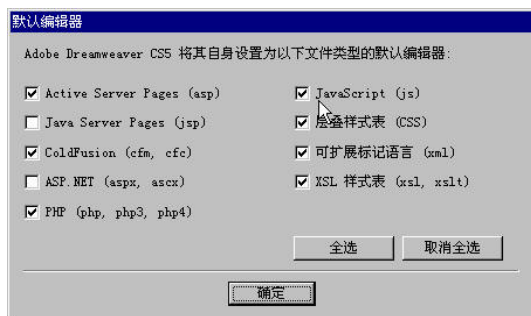 默认编辑器
Adobe Dreamweaver CS5 将其自身设置为以下文件类型的默认编辑器:
Active Server Pages (asp)
Java Server Pages (jsp)
ColdFusion (cfm, cfc)
ASP.NET (aspx, ascx)
PHP (php, php3, php4)
JavaScript (js)
层叠样式表 (CSS)
可扩展标记语言 (xml)
XSL 样式表 (xsl, xslt)
全选
取消全选
确定